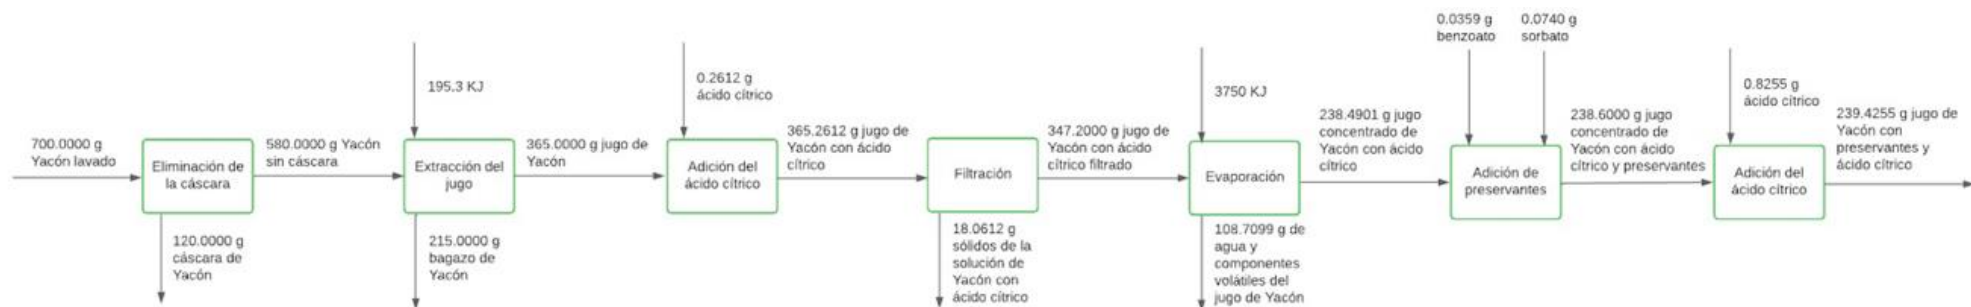 0.0359 g
benzoato
0.0740 g
sorbato
195.3 KJ
0.2612 g
ácido cítrico
3750 KJ
0.8255 g
ácido cítrico
700.0000 g
Yacón lavado
Eliminación de
la cáscara
580.0000 g Yacón
sin cáscara
Extracción del
jugo
365.0000 g jugo de
Yacón
Adición del
ácido cítrico
365.2612 g jugo de
Yacón con ácido
cítrico
Filtración
347.2000 g jugo de
Yacón con ácido
cítrico filtrado
Evaporación
238.4901 g jugo
concentrado de
Yacón con ácido
cítrico
Adición de
preservantes
238.6000 g jugo
concentrado de
Yacón con ácido
cítrico y preservantes
Adición del
ácido cítrico
239.4255 g jugo de
Yacón con
preservantes y
ácido cítrico
120.0000 g
cáscara de
Yacón
215.0000 g
bagazo de
Yacón
18.0612 g
sólidos de la
solución de
Yacón con
ácido cítrico
108.7099 g de
agua y
componentes
volátiles del
jugo de Yacón